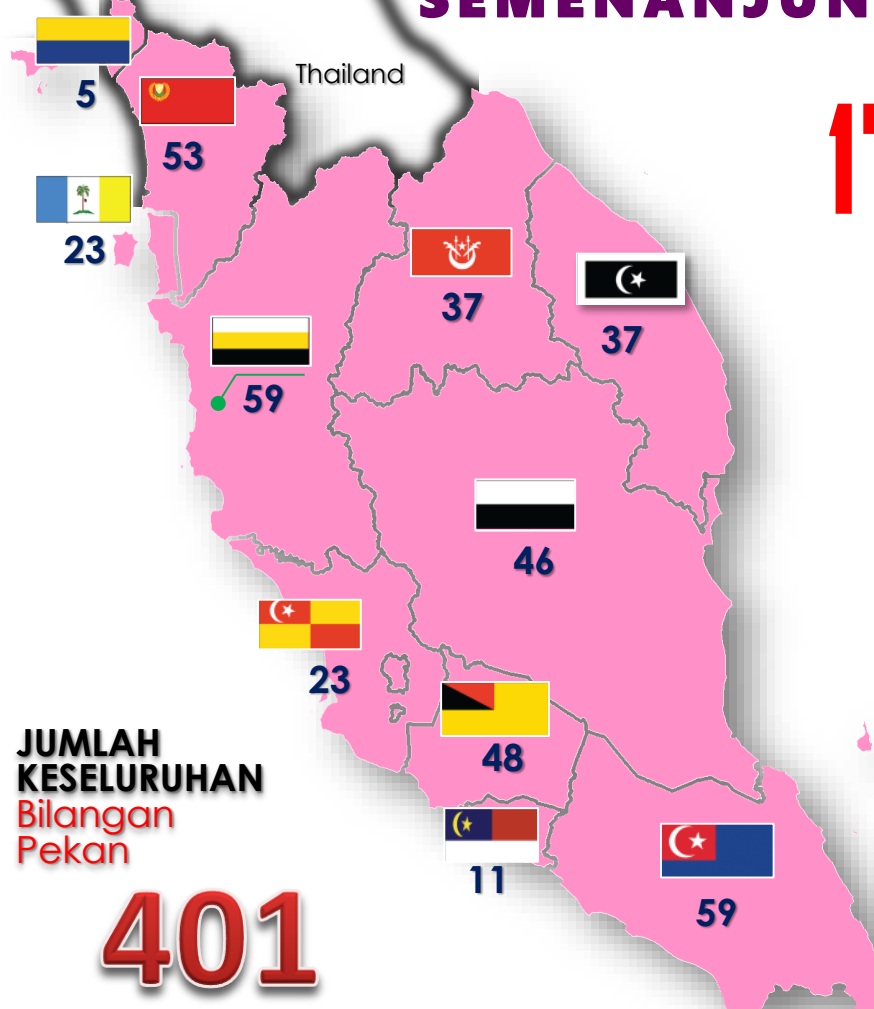 SEMENANJUN
Thailand
5
53
23
37
37
59
46
23
48
11
59
JUMLAH
KESELURUHAN
Bilangan
Pekan
401